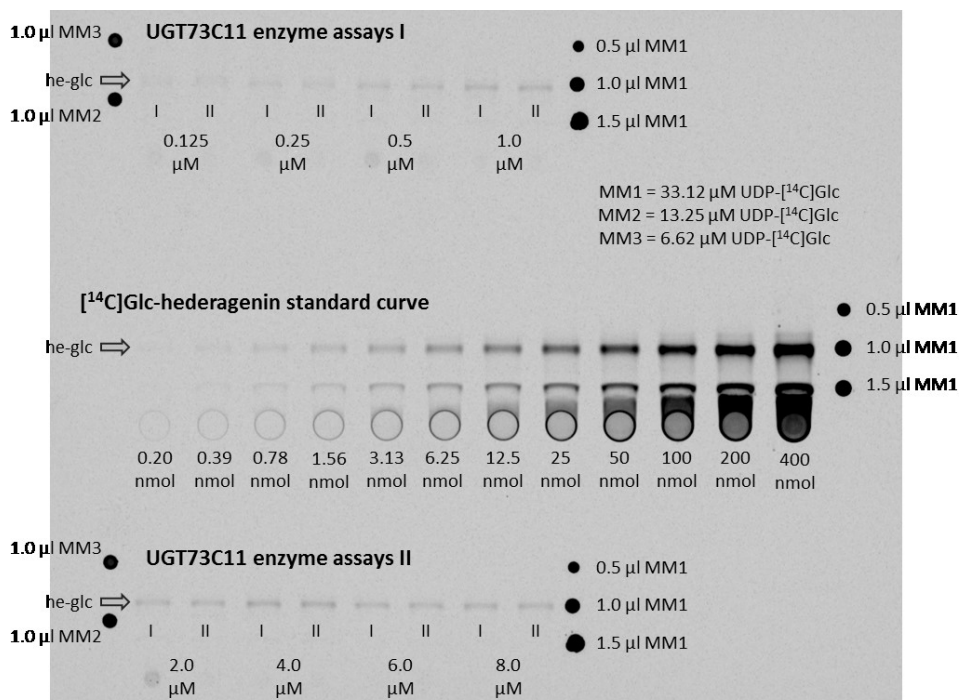 1.0 µl MM3
UGT73C11 enzyme assays I
0.5 µl MM1
he-glc
1.0 µl MM1
1.0 µl MM2
I II I II I II I II
1.5 µl MM1
0.125 0.25 0.5 1.0
µM µM µM µM
MM1 = 33.12 µM UDP-[¹⁴C]Glc
MM2 = 13.25 µM UDP-[¹⁴C]Glc
MM3 = 6.62 µM UDP-[¹⁴C]Glc
[¹⁴C]Glc-hederagenin standard curve
0.5 µl MM1
he-glc
1.0 µl MM1
1.5 µl MM1
0.20 0.39 0.78 1.56 3.13 6.25 12.5 25 50 100 200 400
nmol nmol nmol nmol nmol nmol nmol nmol nmol nmol nmol nmol
1.0 µl MM3
UGT73C11 enzyme assays II
0.5 µl MM1
he-glc
1.0 µl MM1
1.0 µl MM2
I II I II I II I II
1.5 µl MM1
2.0 4.0 6.0 8.0
µM µM µM µM